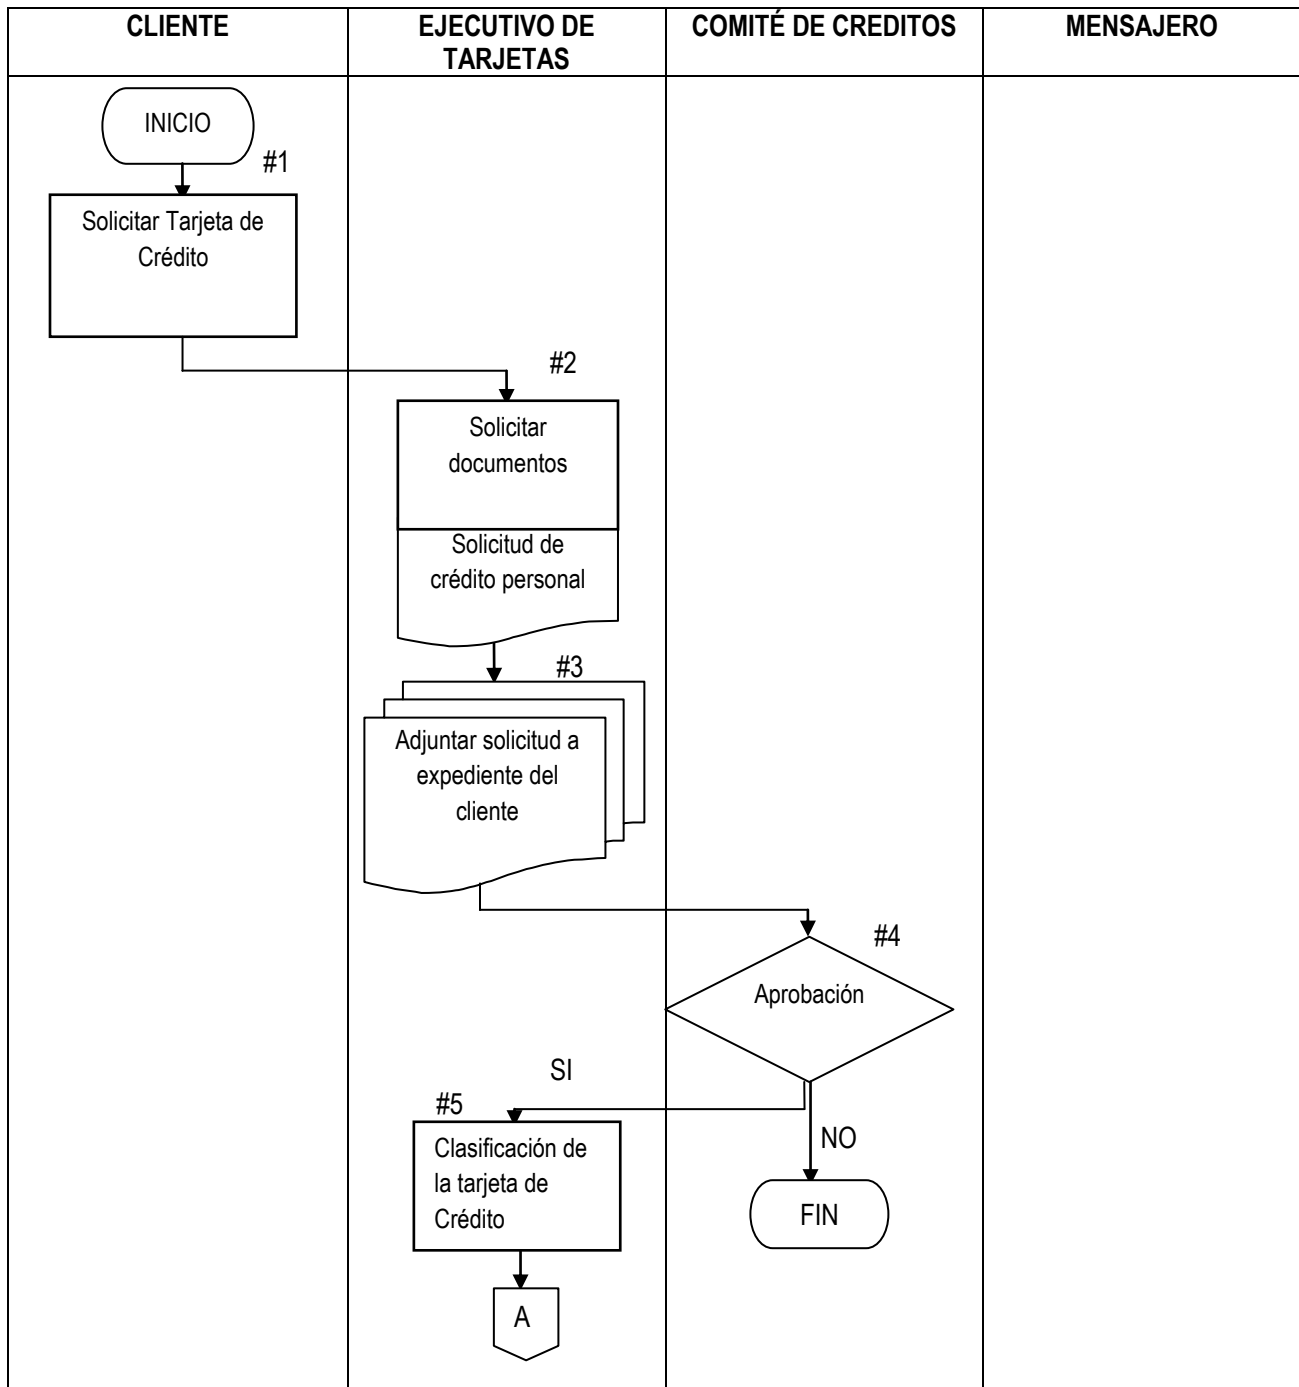 CLIENTE
EJECUTIVO DE
TARJETAS
COMITÉ DE CREDITOS
MENSAJERO
INICIO
#1
Solicitar Tarjeta de
Crédito
#2
Solicitar
documentos
Solicitud de
crédito personal
#3
Adjuntar solicitud a
expediente del
cliente
#4
Aprobación
SI
#5
Clasificación de
la tarjeta de
Crédito
NO
FIN
A